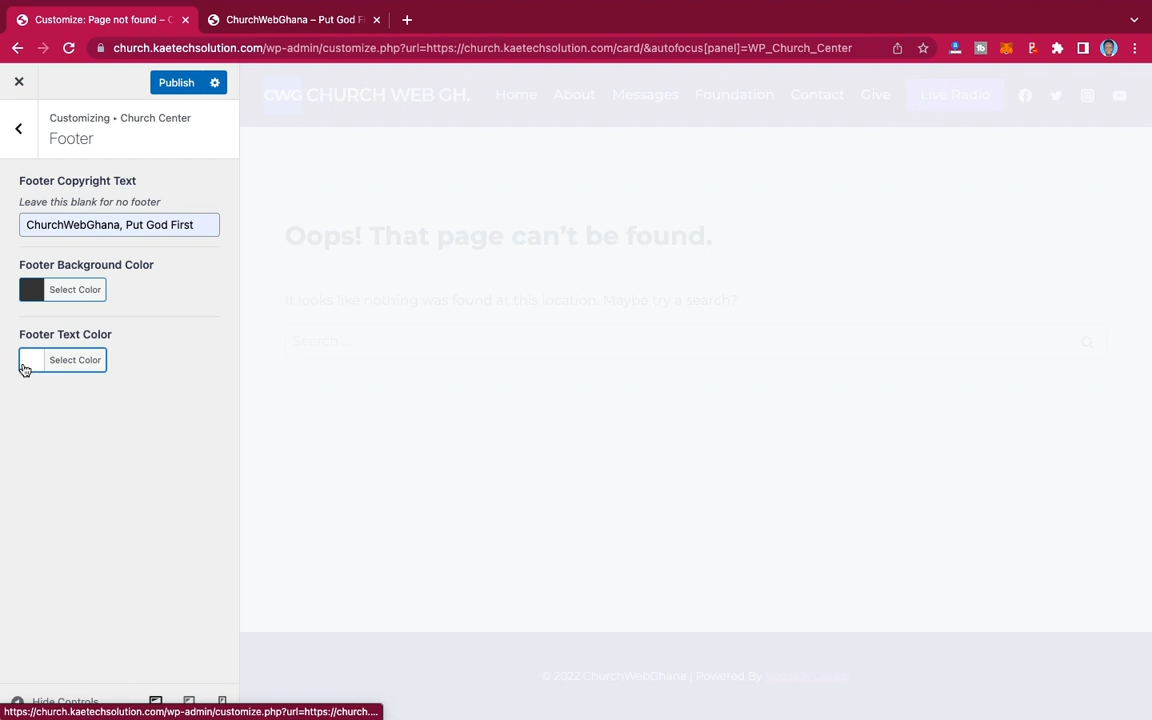 Customize: Page not found – C
ChurchWebGhana – Put God Fi
church.kaetechsolution.com/wp-admin/customize.php?url=https://church.kaetechsolution.com/card/&autofocus[panel]=WP_Church_Center
Publish
CWG CHURCH WEB GH.
Home
About
Messages
Foundation
Contact
Give
Live Radio
Customizing • Church Center
Footer
Footer Copyright Text
Leave this blank for no footer
ChurchWebGhana, Put God First
Footer Background Color
Select Color
Footer Text Color
Select Color
Oops! That page can't be found.
It looks like nothing was found at this location. Maybe try a search?
Search ...
© 2022 ChurchWebGhana | Powered By
Hide Controls
https://church.kaetechsolution.com/wp-admin/customize.php?url=https://church....